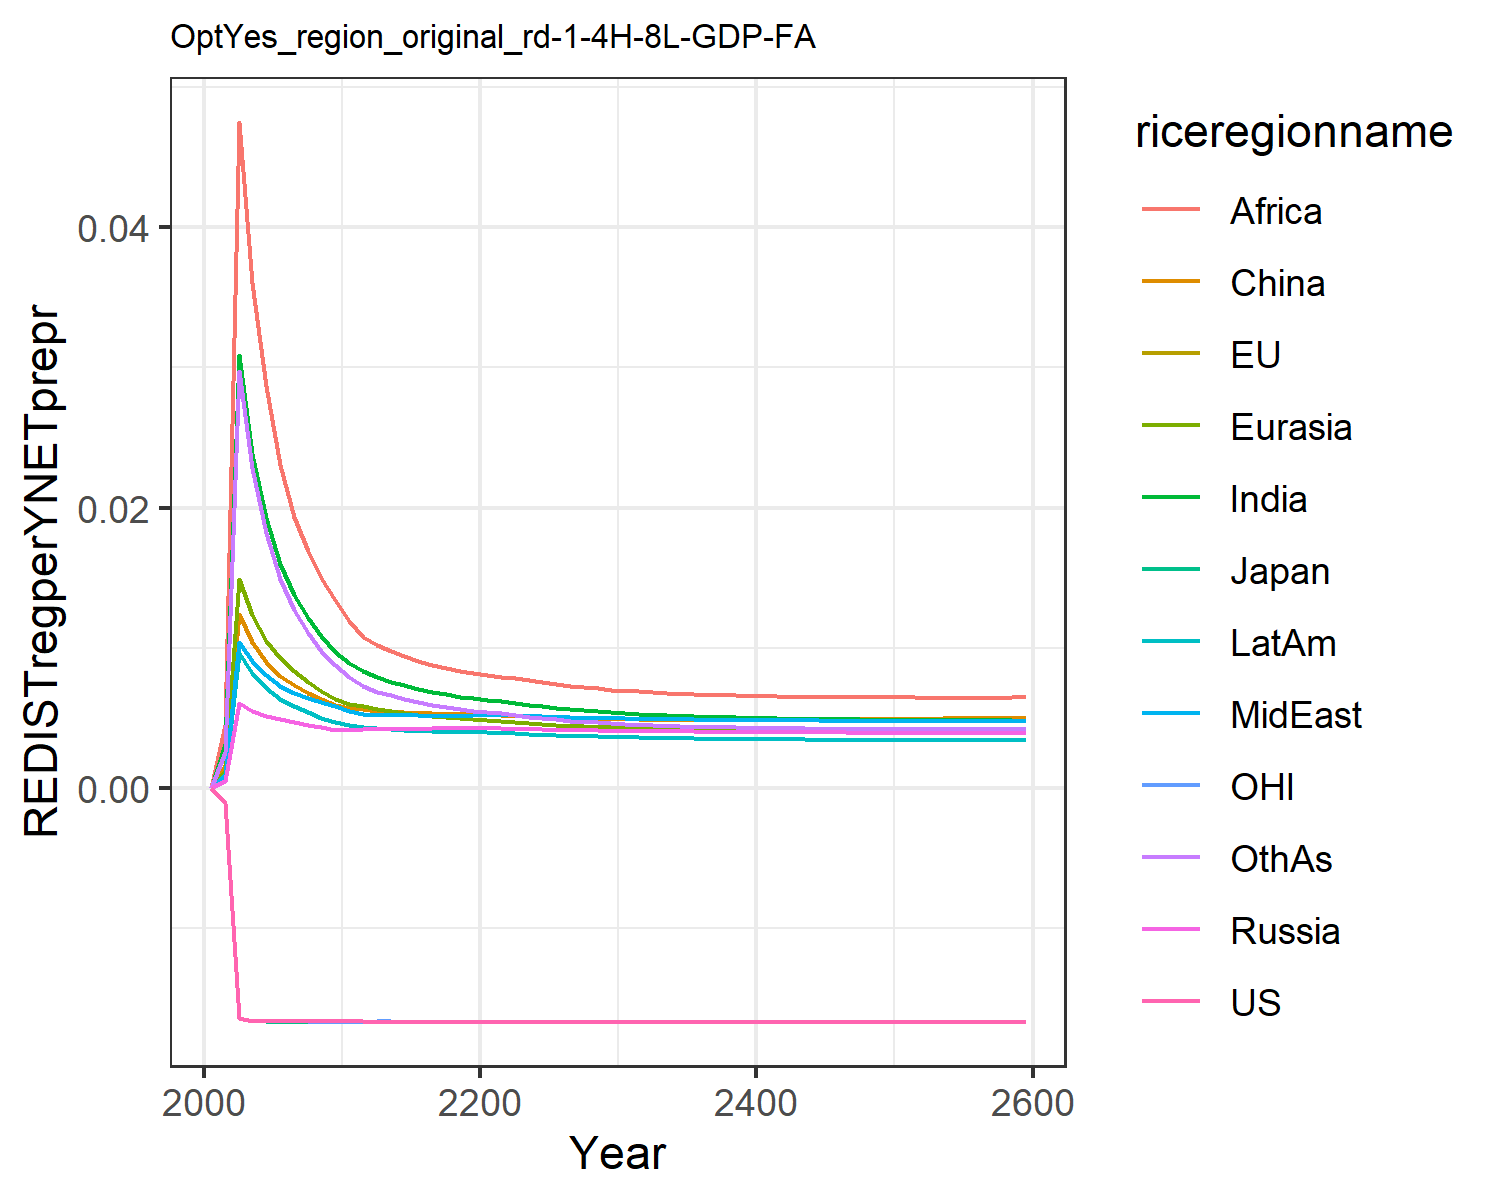 OptYes_region_original_rd-1-4H-8L-GDP-FA
REDISTregperYNETprepr
0.04
0.02
0.00
2000 2200 2400 2600
Year
riceregionname
Africa
China
EU
Eurasia
India
Japan
LatAm
MidEast
OHI
OthAs
Russia
US